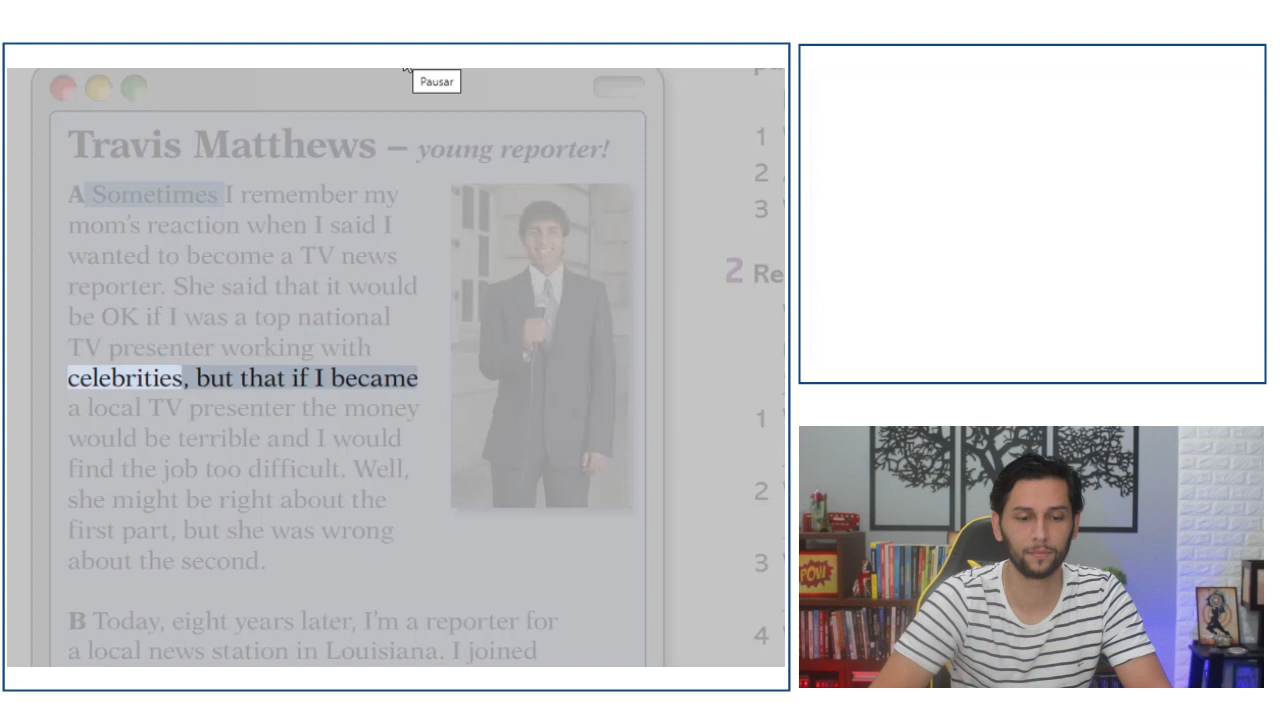 Pausar
Travis Matthews – young reporter!
A Sometimes I remember my
mom's reaction when I said I
wanted to become a TV news
reporter. She said that it would
be OK if I was a top national
TV presenter working with
celebrities, but that if I became
a local TV presenter the money
would be terrible and I would
find the job too difficult. Well,
she might be right about the
first part, but she was wrong
about the second.
B Today, eight years later, I'm a reporter for
a local news station in Louisiana. I joined
1
2
3
2 Re
1
2
3
4
POW